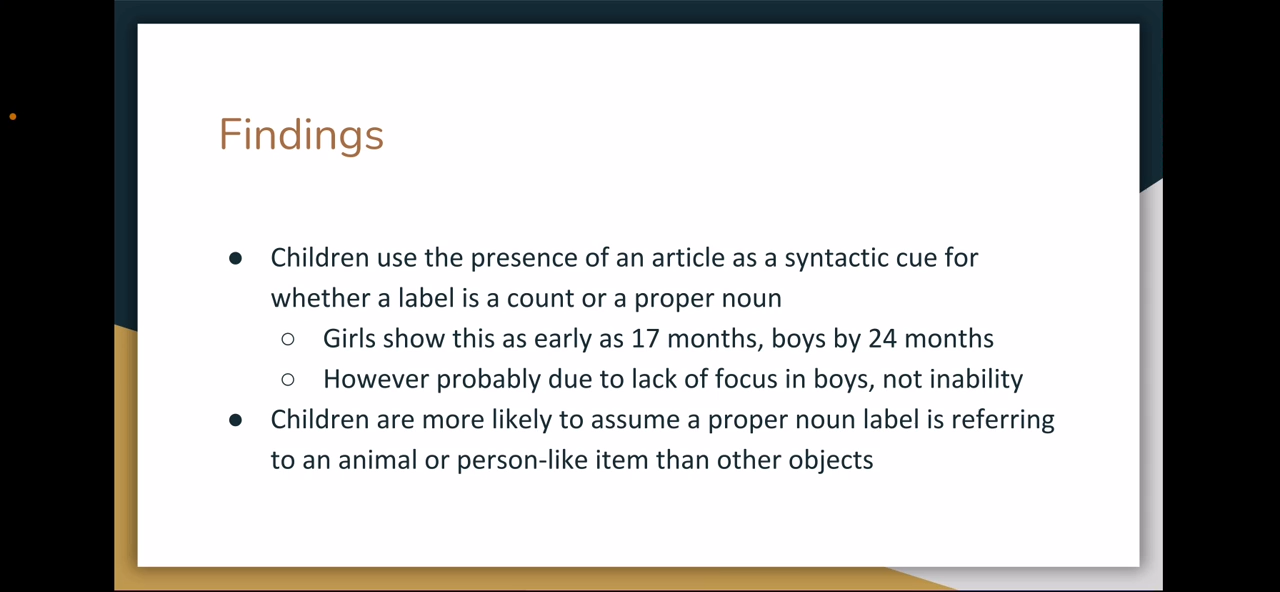 Findings
● Children use the presence of an article as a syntactic cue for
whether a label is a count or a proper noun
○ Girls show this as early as 17 months, boys by 24 months
○ However probably due to lack of focus in boys, not inability
● Children are more likely to assume a proper noun label is referring
to an animal or person-like item than other objects